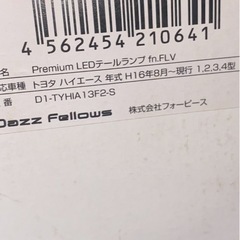 4 562454 210641
名 Premium LEDテールランプ fn.FLV
応車種 トヨタ ハイエース 年式 H16年8月～現行 1,2,3,4型
番 D1-TYHIA13F2-S
Dazz Fellows 株式会社フォーピース